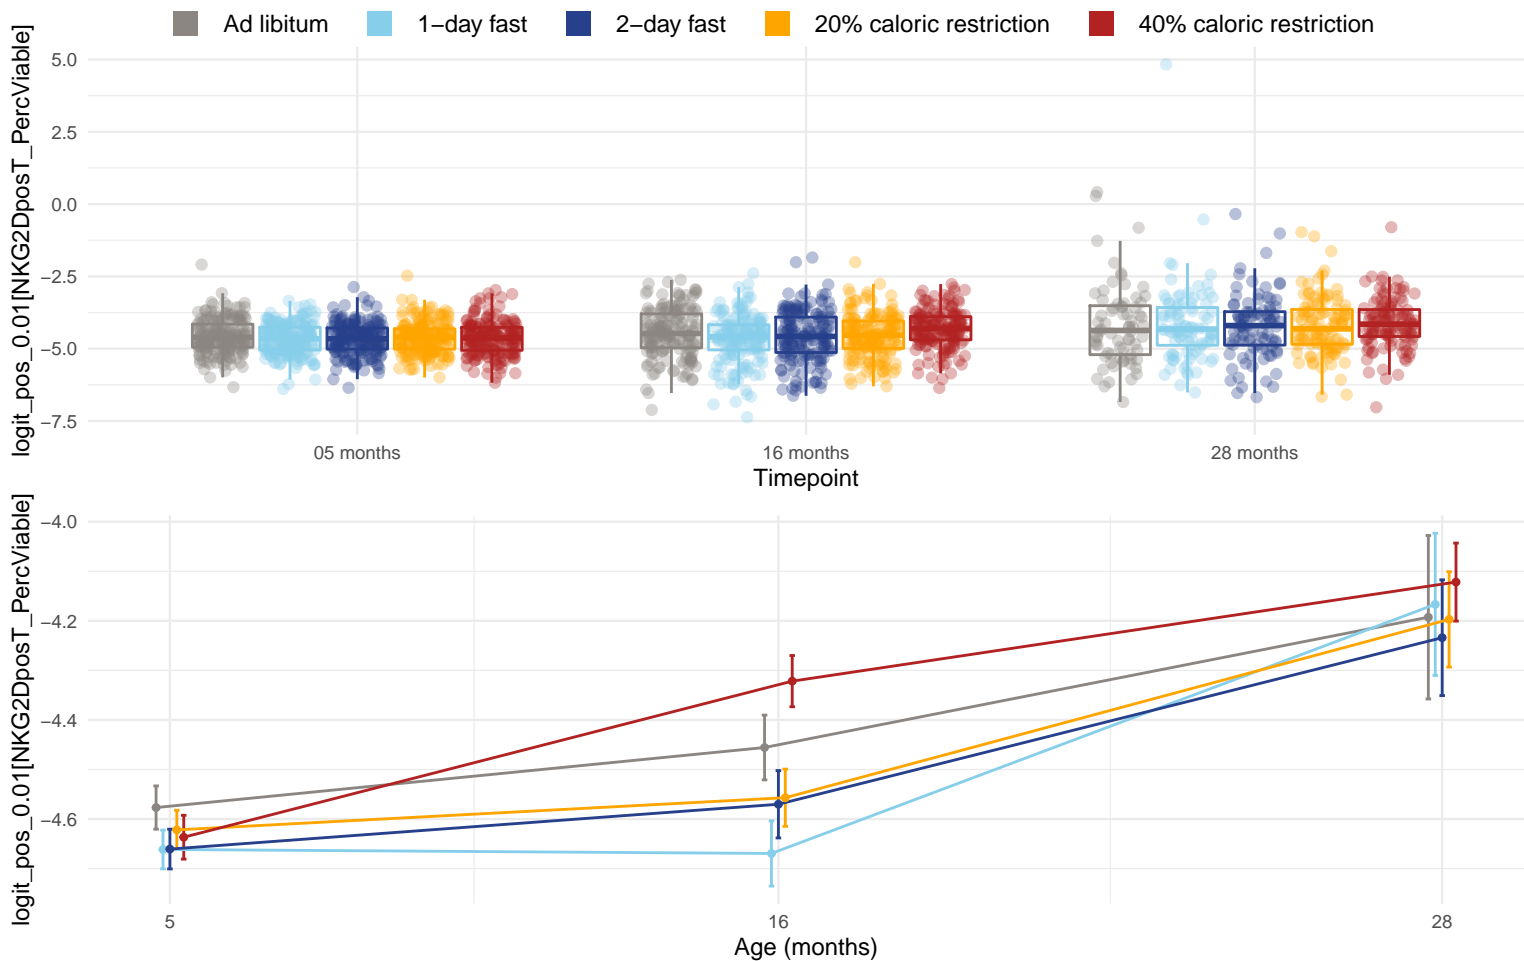 Ad libitum 1−day fast 2−day fast 20% caloric restriction 40% caloric restriction
logit_pos_0.01[NKG2DposT_PercViable]
5.0
2.5
0.0
−2.5
−5.0
−7.5
05 months 16 months 28 months
Timepoint
logit_pos_0.01[NKG2DposT_PercViable]
−4.0
−4.2
−4.4
−4.6
5 16 28
Age (months)